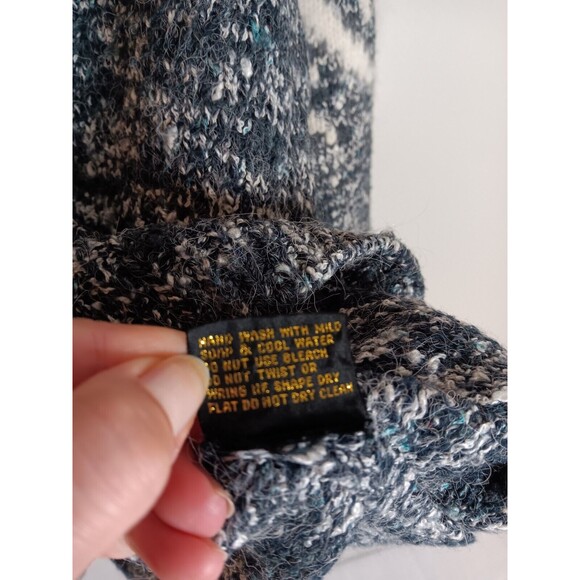 HAND WASH WITH MILD
SOAP & COOL WATER
DO NOT USE BLEACH
DO NOT TWIST OR
WRING RE SHAPE DRY
FLAT DO NOT DRY CLEAN